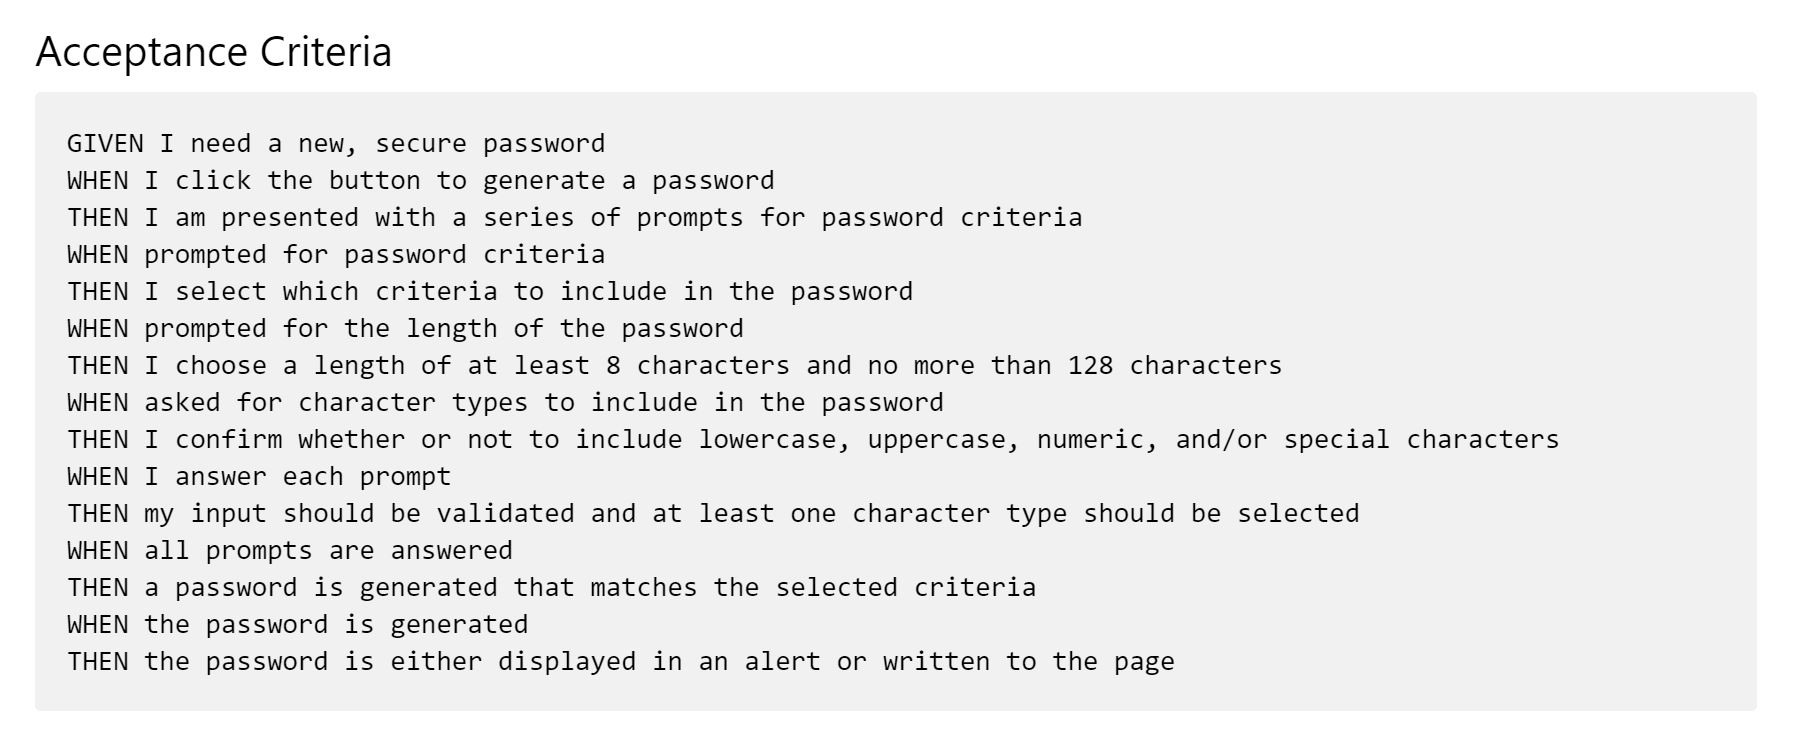 Acceptance Criteria
GIVEN I need a new, secure password
WHEN I click the button to generate a password
THEN I am presented with a series of prompts for password criteria
WHEN prompted for password criteria
THEN I select which criteria to include in the password
WHEN prompted for the length of the password
THEN I choose a length of at least 8 characters and no more than 128 characters
WHEN asked for character types to include in the password
THEN I confirm whether or not to include lowercase, uppercase, numeric, and/or special characters
WHEN I answer each prompt
THEN my input should be validated and at least one character type should be selected
WHEN all prompts are answered
THEN a password is generated that matches the selected criteria
WHEN the password is generated
THEN the password is either displayed in an alert or written to the page